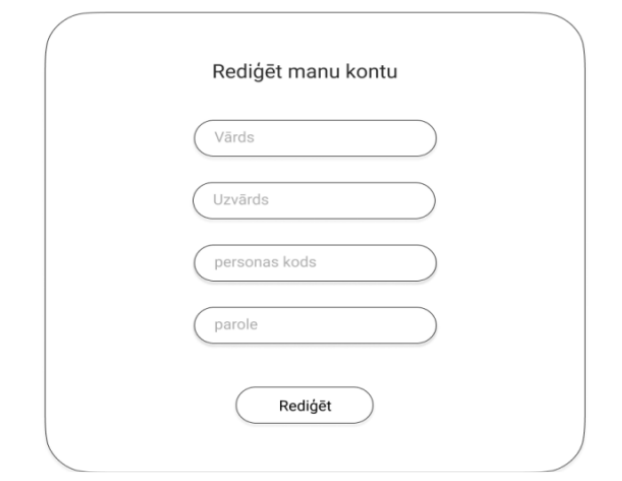 Rediģēt manu kontu
Vārds
Uzvārds
personas kods
parole
Rediģēt